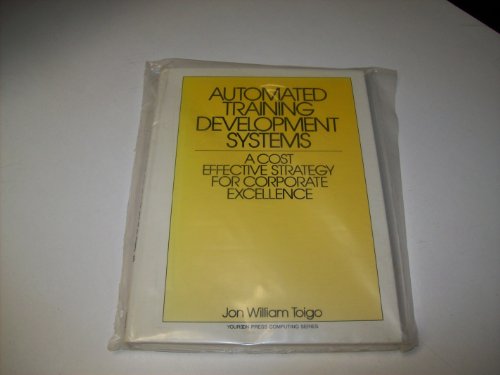 AUTOMATED
TRAINING
DEVELOPMENT
SYSTEMS
A COST
EFFECTIVE STRATEGY
FOR CORPORATE
EXCELLENCE
Jon William Toigo
YOURDON PRESS COMPUTING SERIES